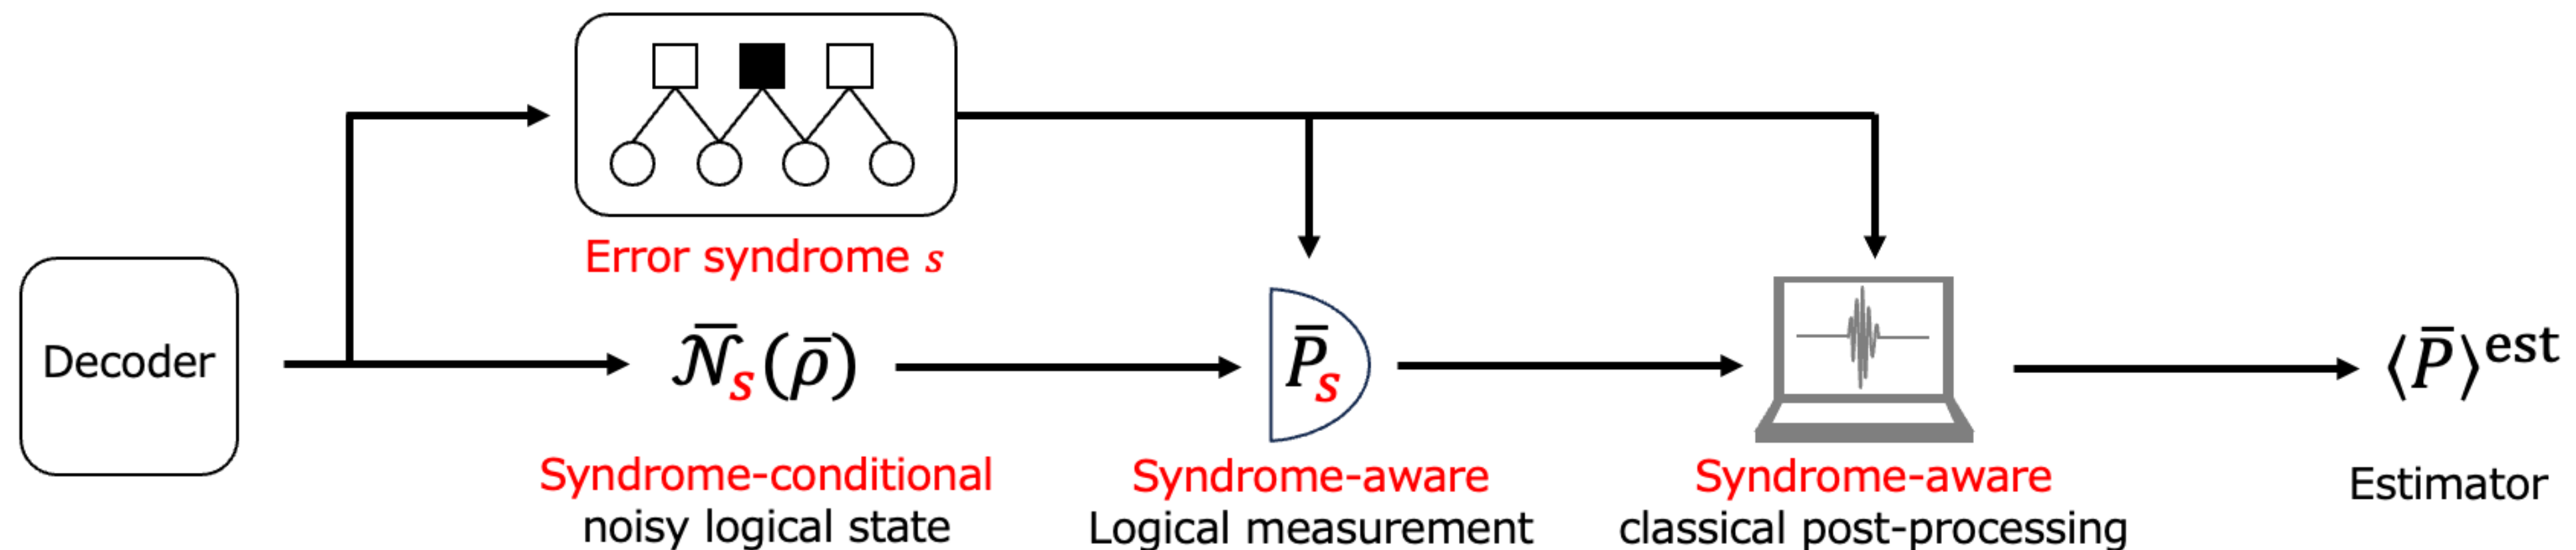 Error syndrome s
Decoder
𝒩̅ₛ(ρ̅)
P̅ₛ
⟨P̅⟩ᵉˢᵗ
Syndrome-conditional
noisy logical state
Syndrome-aware
Logical measurement
Syndrome-aware
classical post-processing
Estimator